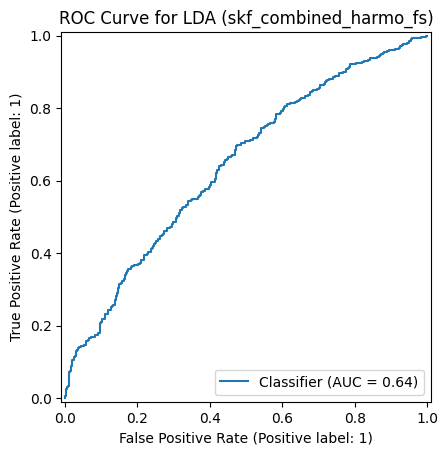 ROC Curve for LDA (skf_combined_harmo_fs)
1.0
0.8
0.6
0.4
0.2
0.0
True Positive Rate (Positive label: 1)
Classifier (AUC = 0.64)
0.0 0.2 0.4 0.6 0.8 1.0
False Positive Rate (Positive label: 1)